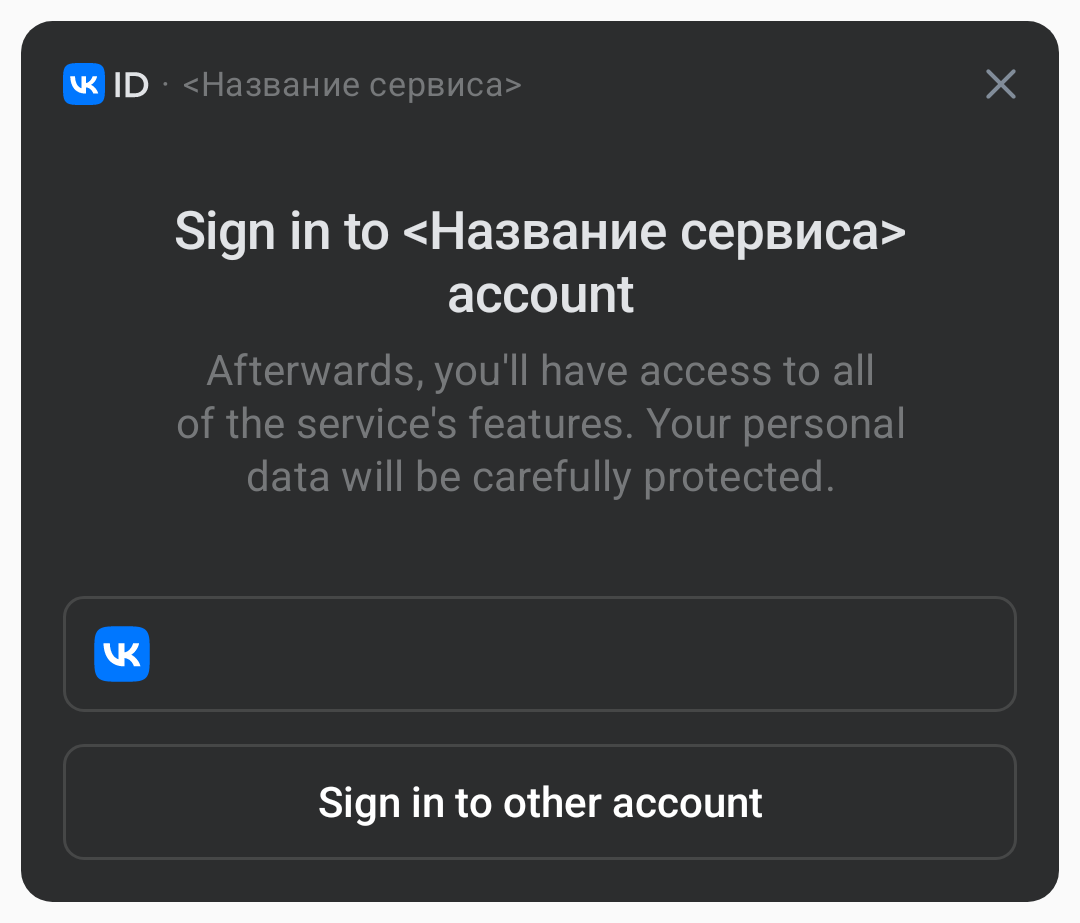 VK ID · <Название сервиса>
Sign in to <Название сервиса>
account
Afterwards, you'll have access to all
of the service's features. Your personal
data will be carefully protected.
VK
Sign in to other account